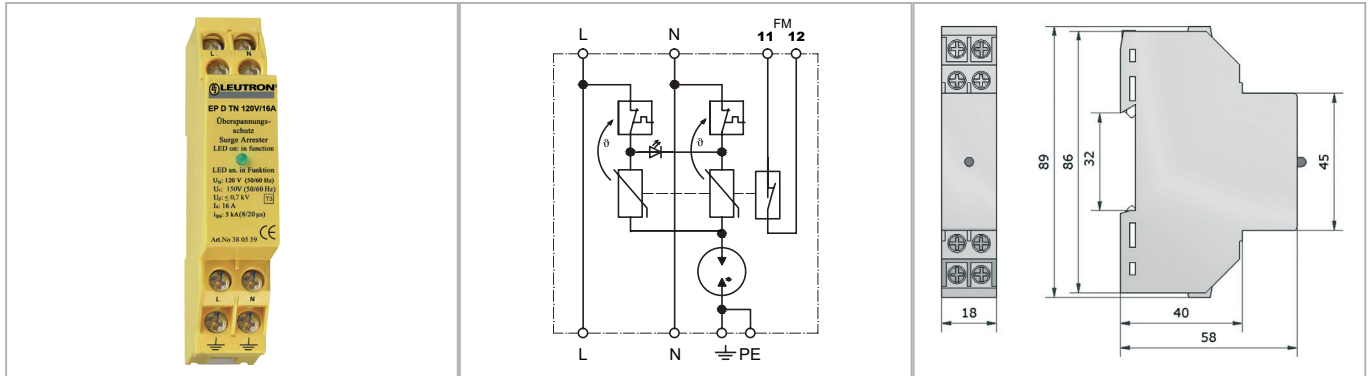 L N
LEUTRON®
EP D TN 120V/16A
Überspannungs-
schutz
Surge Arrester
LED on: in function
LED an. in Funktion
UN: 120 V (50/60 Hz)
Uc: 150V (50/60 Hz)
UP: ≤ 0,7 kV T3
16 A
5 kA(8/20 µs)
CE
Art.No 38 05 59
L N
L N FM
11 12
ϑ ϑ
L N PE
18
89
86
32
45
40
58